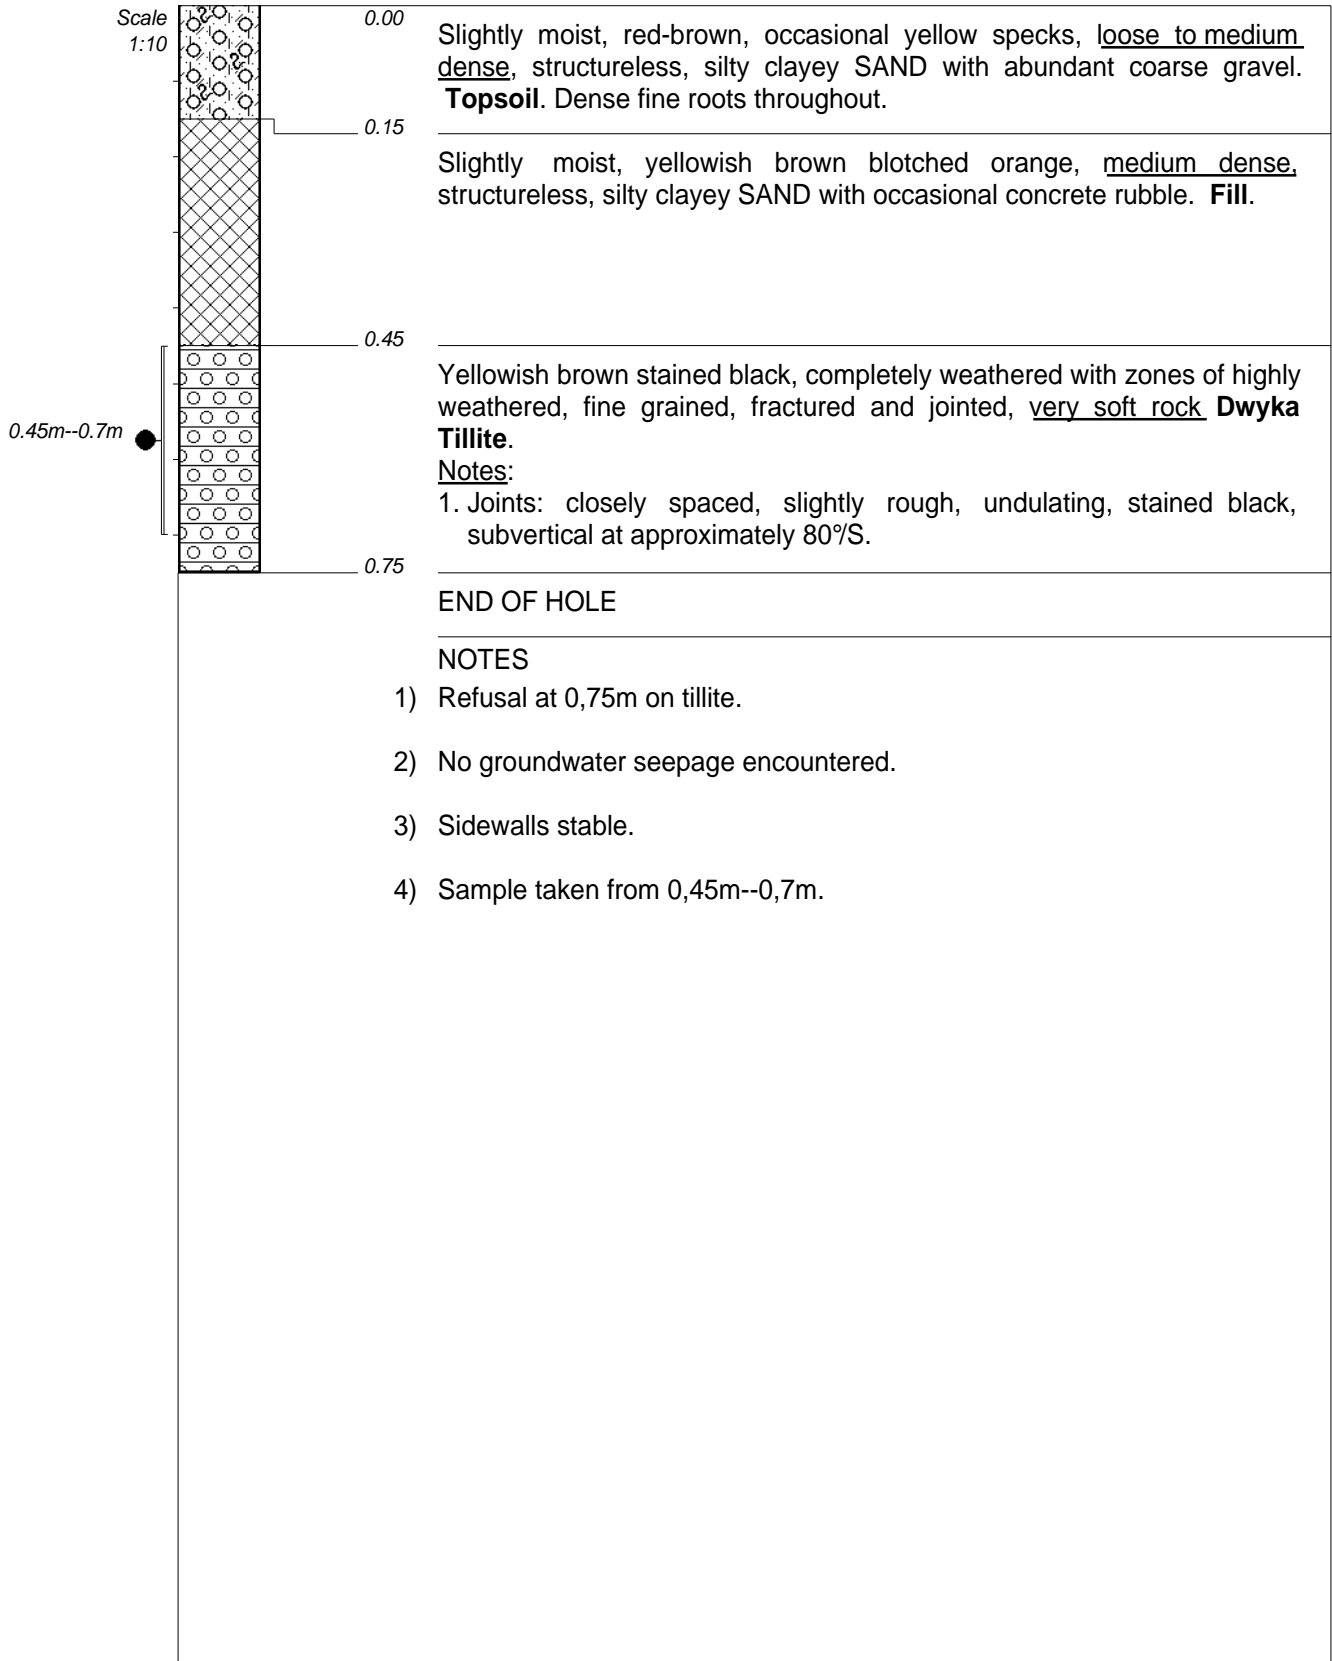 Scale
1:10
0.00
Slightly moist, red-brown, occasional yellow specks, loose to medium
dense, structureless, silty clayey SAND with abundant coarse gravel.
Topsoil. Dense fine roots throughout.
0.15
Slightly moist, yellowish brown blotched orange, medium dense,
structureless, silty clayey SAND with occasional concrete rubble. Fill.
0.45
Yellowish brown stained black, completely weathered with zones of highly
weathered, fine grained, fractured and jointed, very soft rock Dwyka
Tillite.
0.45m--0.7m
Notes:
1. Joints: closely spaced, slightly rough, undulating, stained black,
subvertical at approximately 80°/S.
0.75
END OF HOLE
NOTES
1) Refusal at 0,75m on tillite.
2) No groundwater seepage encountered.
3) Sidewalls stable.
4) Sample taken from 0,45m--0,7m.